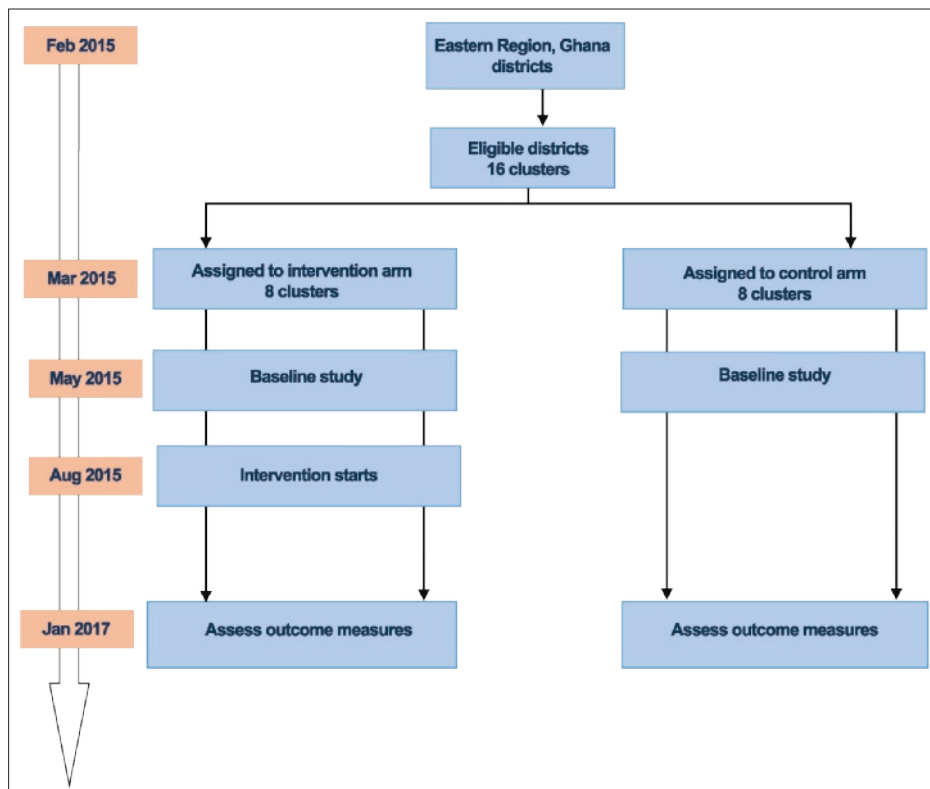 Feb 2015
Eastern Region, Ghana
districts
Eligible districts
16 clusters
Mar 2015
Assigned to intervention arm
8 clusters
Assigned to control arm
8 clusters
May 2015
Baseline study
Baseline study
Aug 2015
Intervention starts
Jan 2017
Assess outcome measures
Assess outcome measures